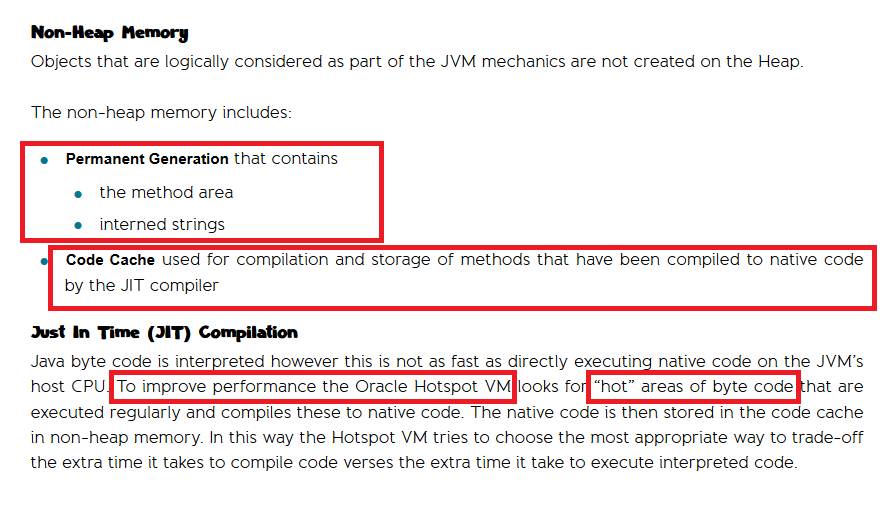 Non-Heap Memory
Objects that are logically considered as part of the JVM mechanics are not created on the Heap.
The non-heap memory includes:
Permanent Generation that contains
the method area
interned strings
Code Cache used for compilation and storage of methods that have been compiled to native code
by the JIT compiler
Just In Time (JIT) Compilation
Java byte code is interpreted however this is not as fast as directly executing native code on the JVM's
host CPU. To improve performance the Oracle Hotspot VM looks for “hot” areas of byte code that are
executed regularly and compiles these to native code. The native code is then stored in the code cache
in non-heap memory. In this way the Hotspot VM tries to choose the most appropriate way to trade-off
the extra time it takes to compile code verses the extra time it take to execute interpreted code.